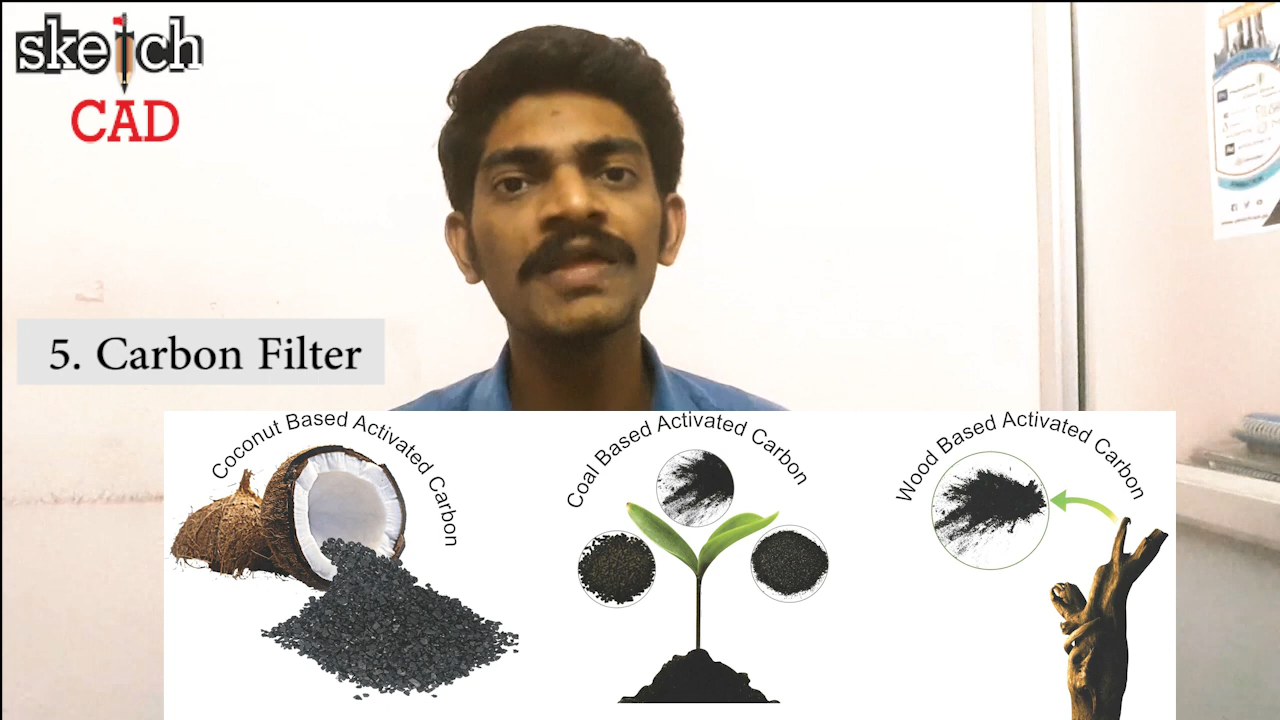 sketch
CAD
5. Carbon Filter
Coconut Based Activated Carbon
Coal Based Activated Carbon
Wood Based Activated Carbon